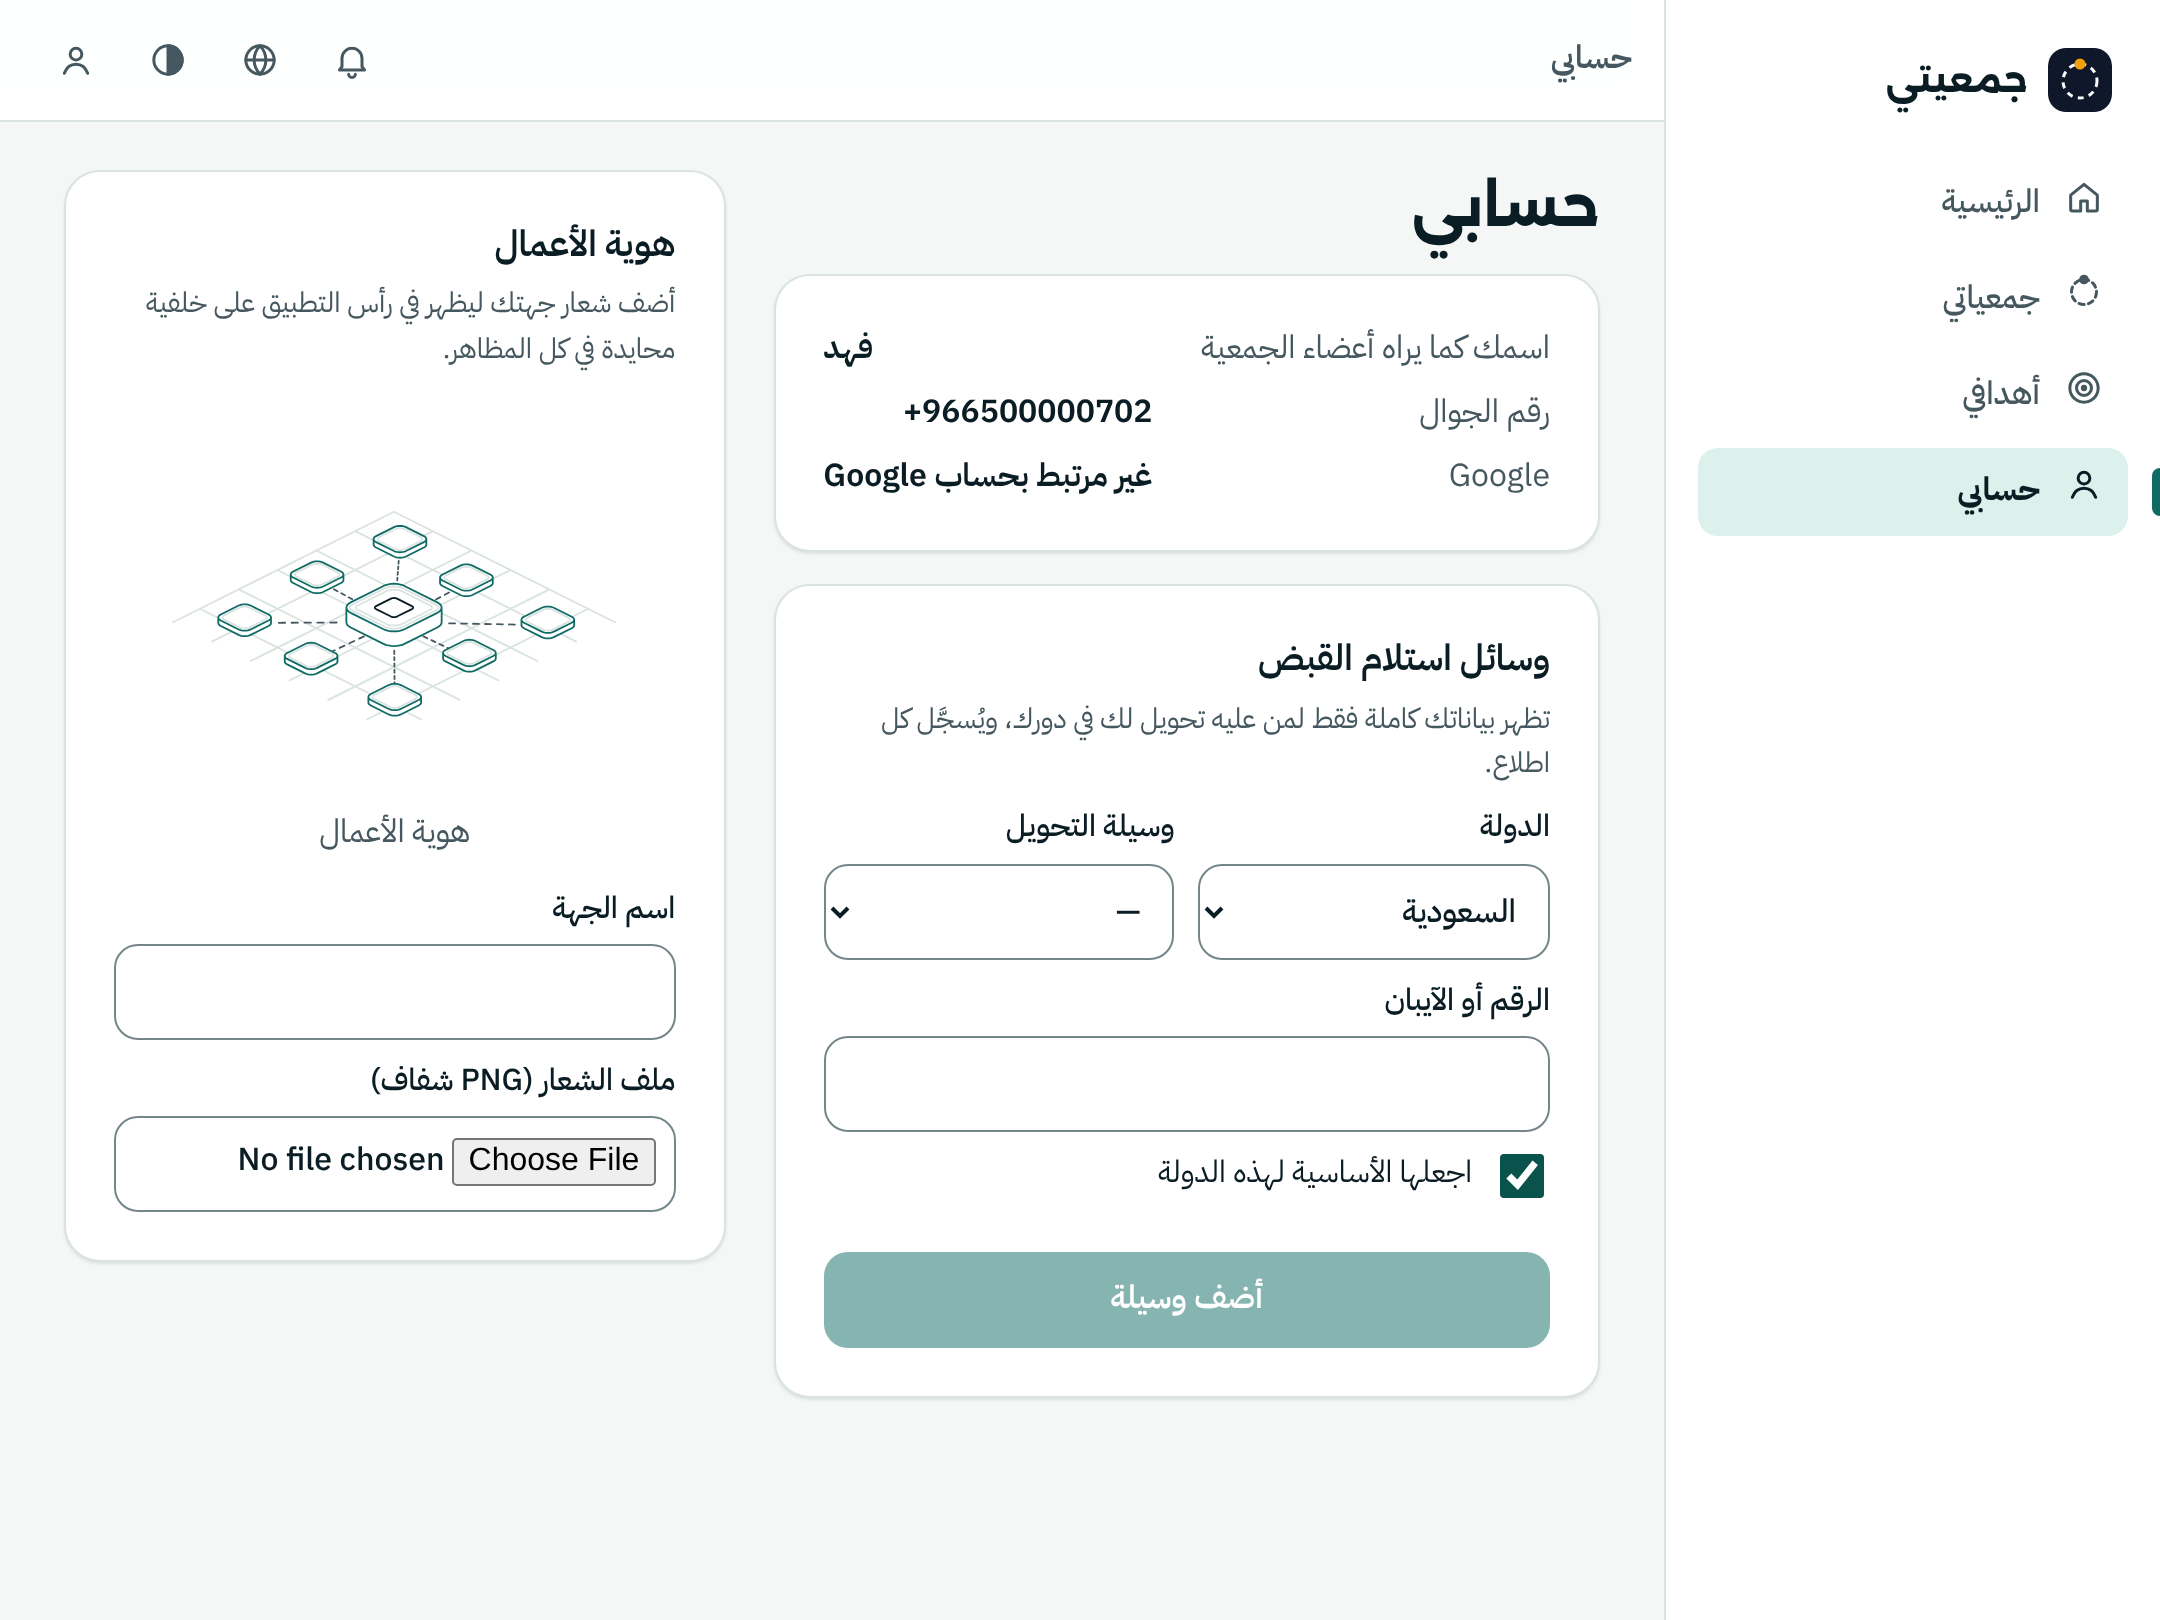 جمعيتي
الرئيسية
جمعياتي
أهدافي
حسابي
حسابي
حسابي
اسمك كما يراه أعضاء الجمعية
فهد
رقم الجوال
+966500000702
Google
غير مرتبط بحساب Google
وسائل استلام القبض
تظهر بياناتك كاملة فقط لمن عليه تحويل لك في دورك، ويُسجَّل كل
اطلاع.
الدولة
وسيلة التحويل
السعودية
—
الرقم أو الآيبان
اجعلها الأساسية لهذه الدولة
أضف وسيلة
هوية الأعمال
أضف شعار جهتك ليظهر في رأس التطبيق على خلفية
محايدة في كل المظاهر.
هوية الأعمال
اسم الجهة
ملف الشعار (PNG شفاف)
Choose File No file chosen